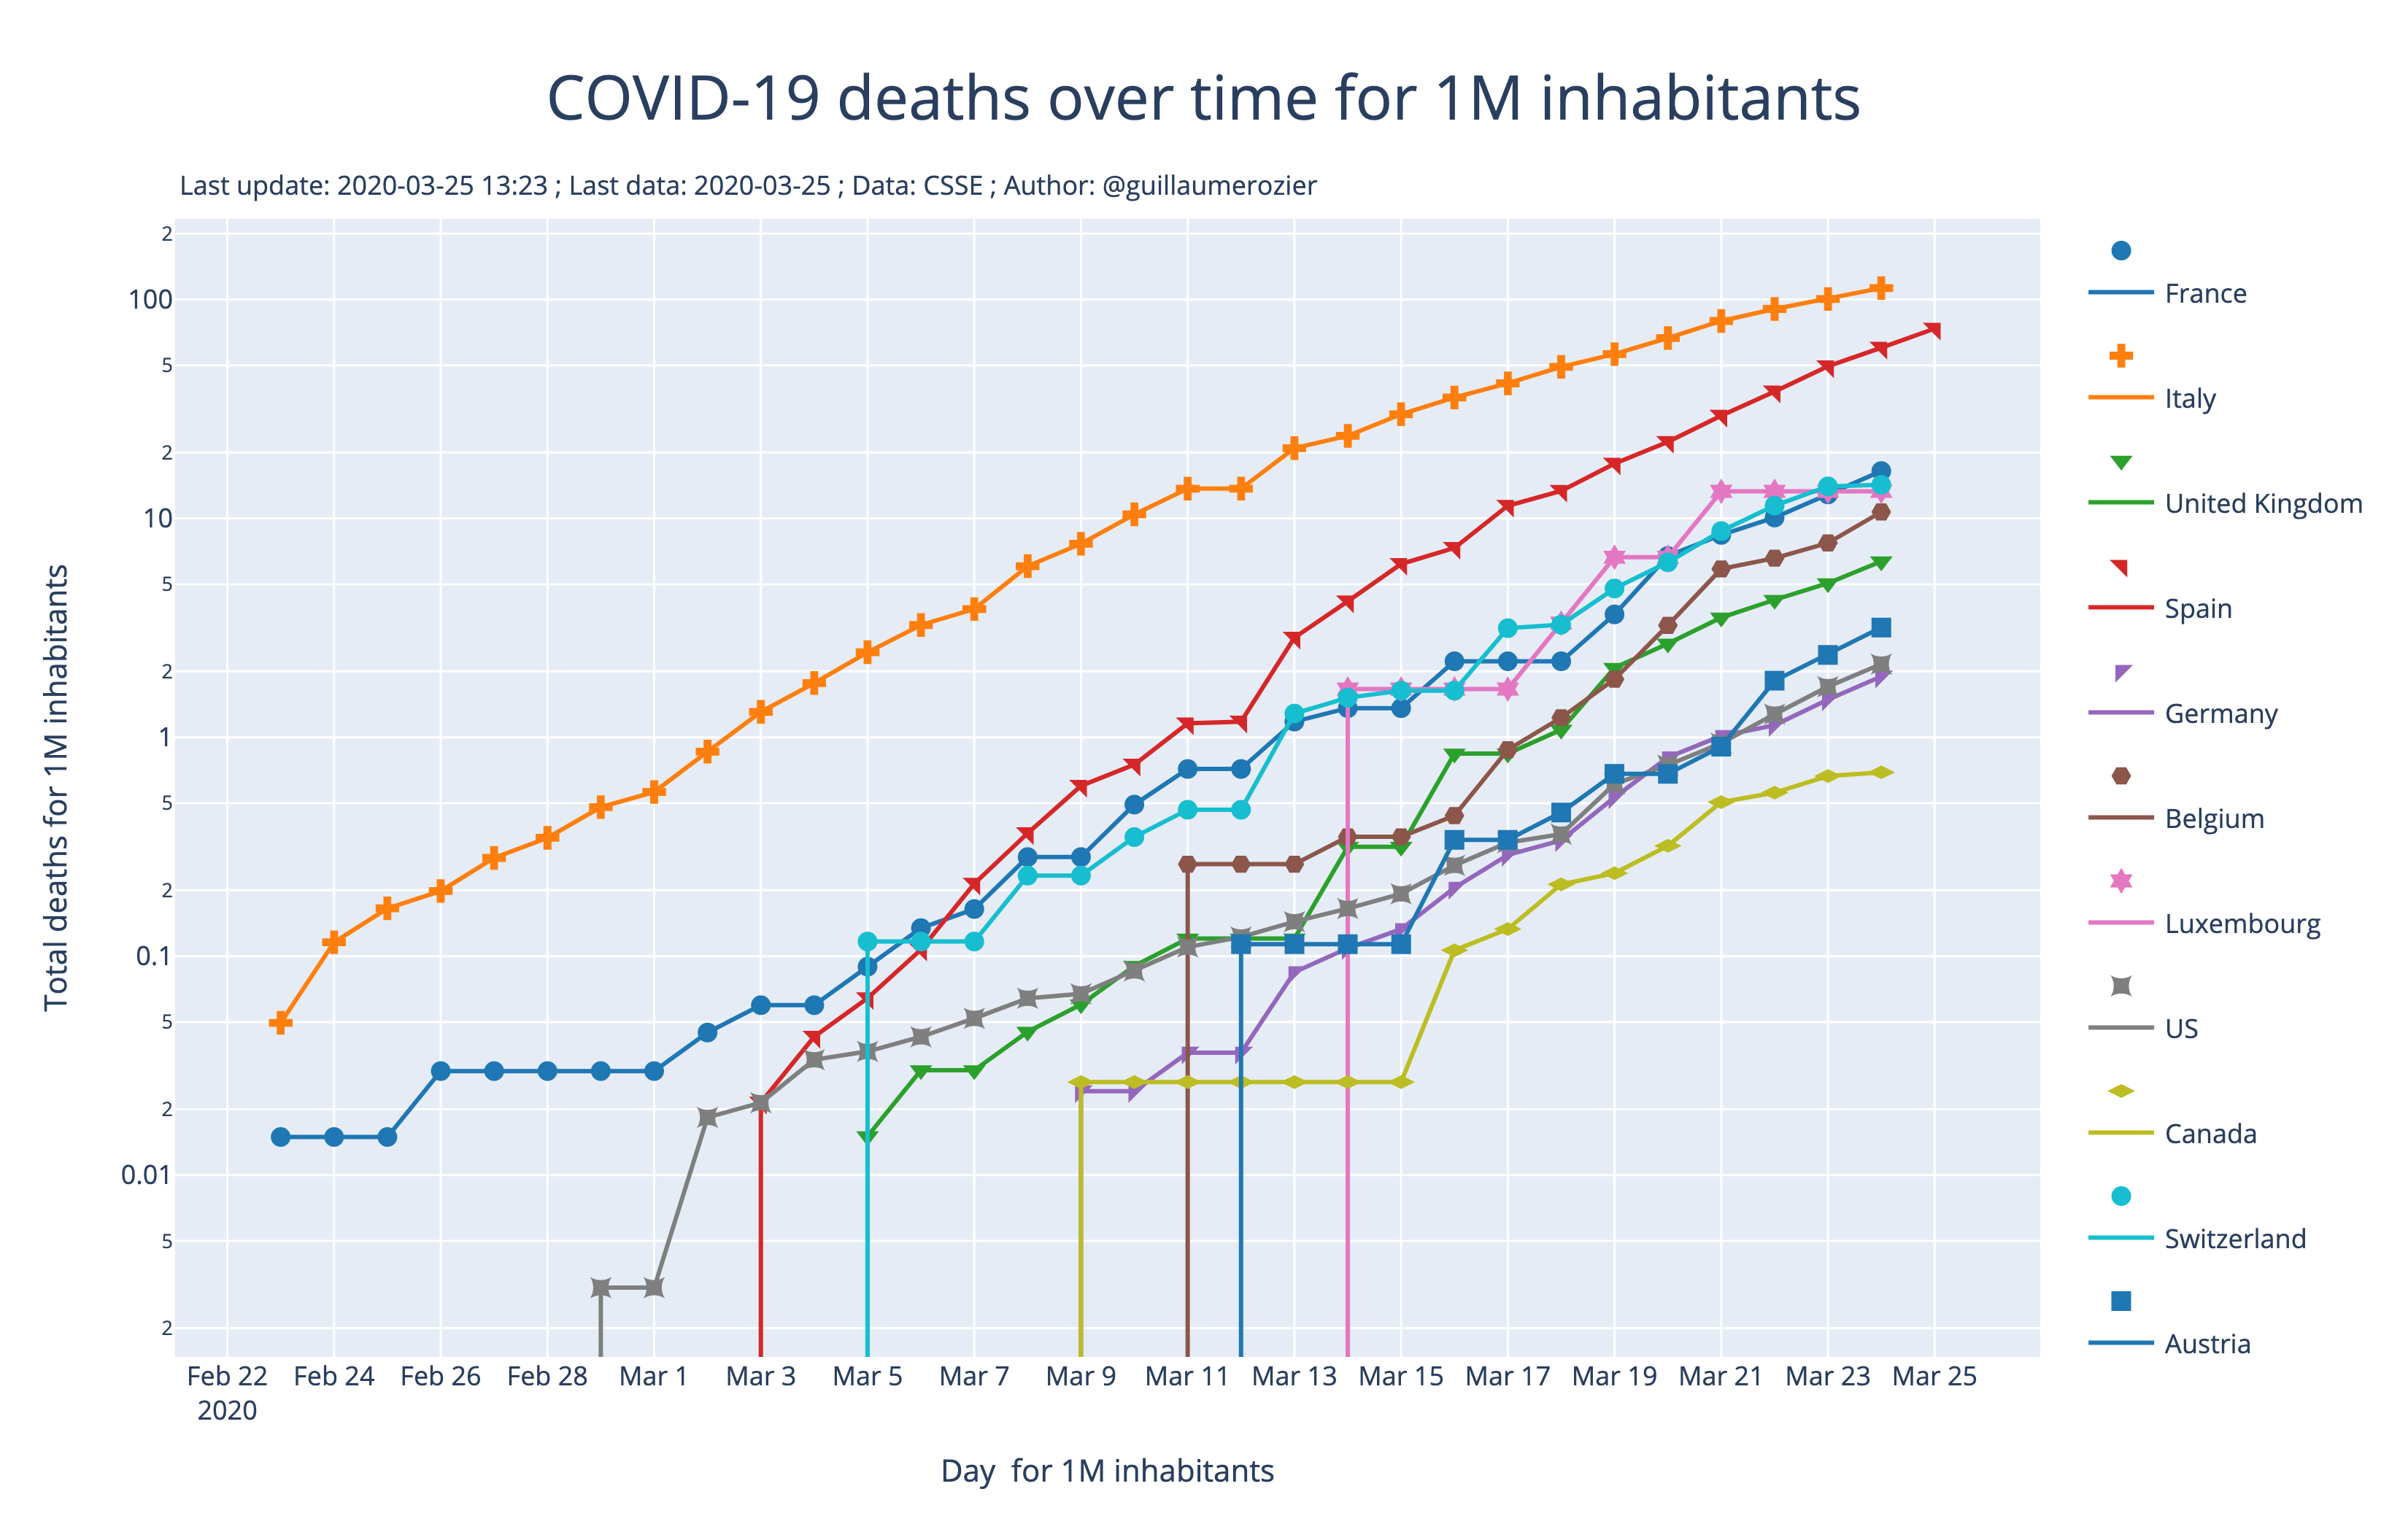 COVID-19 deaths over time for 1M inhabitants
Last update: 2020-03-25 13:23 ; Last data: 2020-03-25 ; Data: CSSE ; Author: @guillaumerozier
Total deaths for 1M inhabitants
2
100
5
2
10
5
2
1
5
2
0.1
5
2
0.01
5
2
Feb 22
2020
Feb 24
Feb 26
Feb 28
Mar 1
Mar 3
Mar 5
Mar 7
Mar 9
Mar 11
Mar 13
Mar 15
Mar 17
Mar 19
Mar 21
Mar 23
Mar 25
Day  for 1M inhabitants
France
Italy
United Kingdom
Spain
Germany
Belgium
Luxembourg
US
Canada
Switzerland
Austria